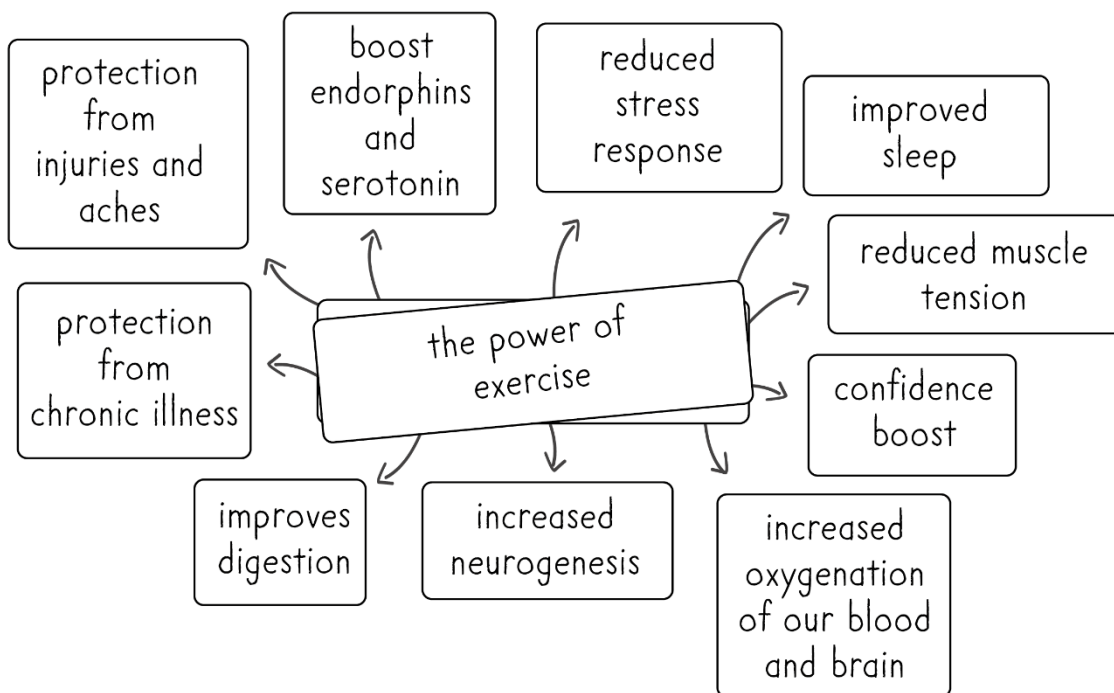 protection
from
injuries and
aches
boost
endorphins
and
serotonin
reduced
stress
response
improved
sleep
reduced muscle
tension
protection
from
chronic illness
the power of
exercise
confidence
boost
improves
digestion
increased
neurogenesis
increased
oxygenation
of our blood
and brain